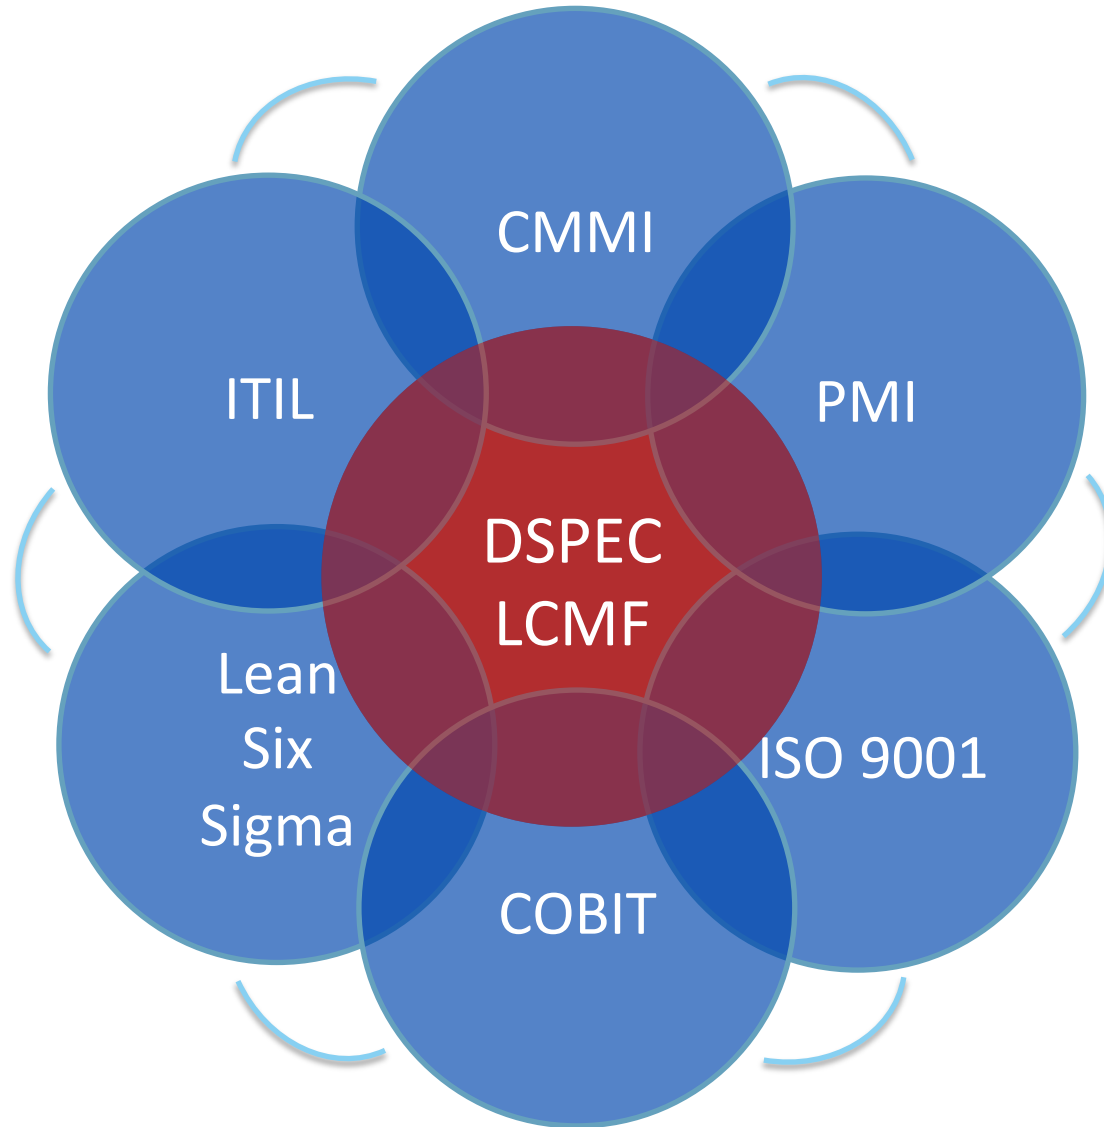 CMMI
ITIL
PMI
DSPEC
LCMF
Lean
Six
Sigma
ISO 9001
COBIT